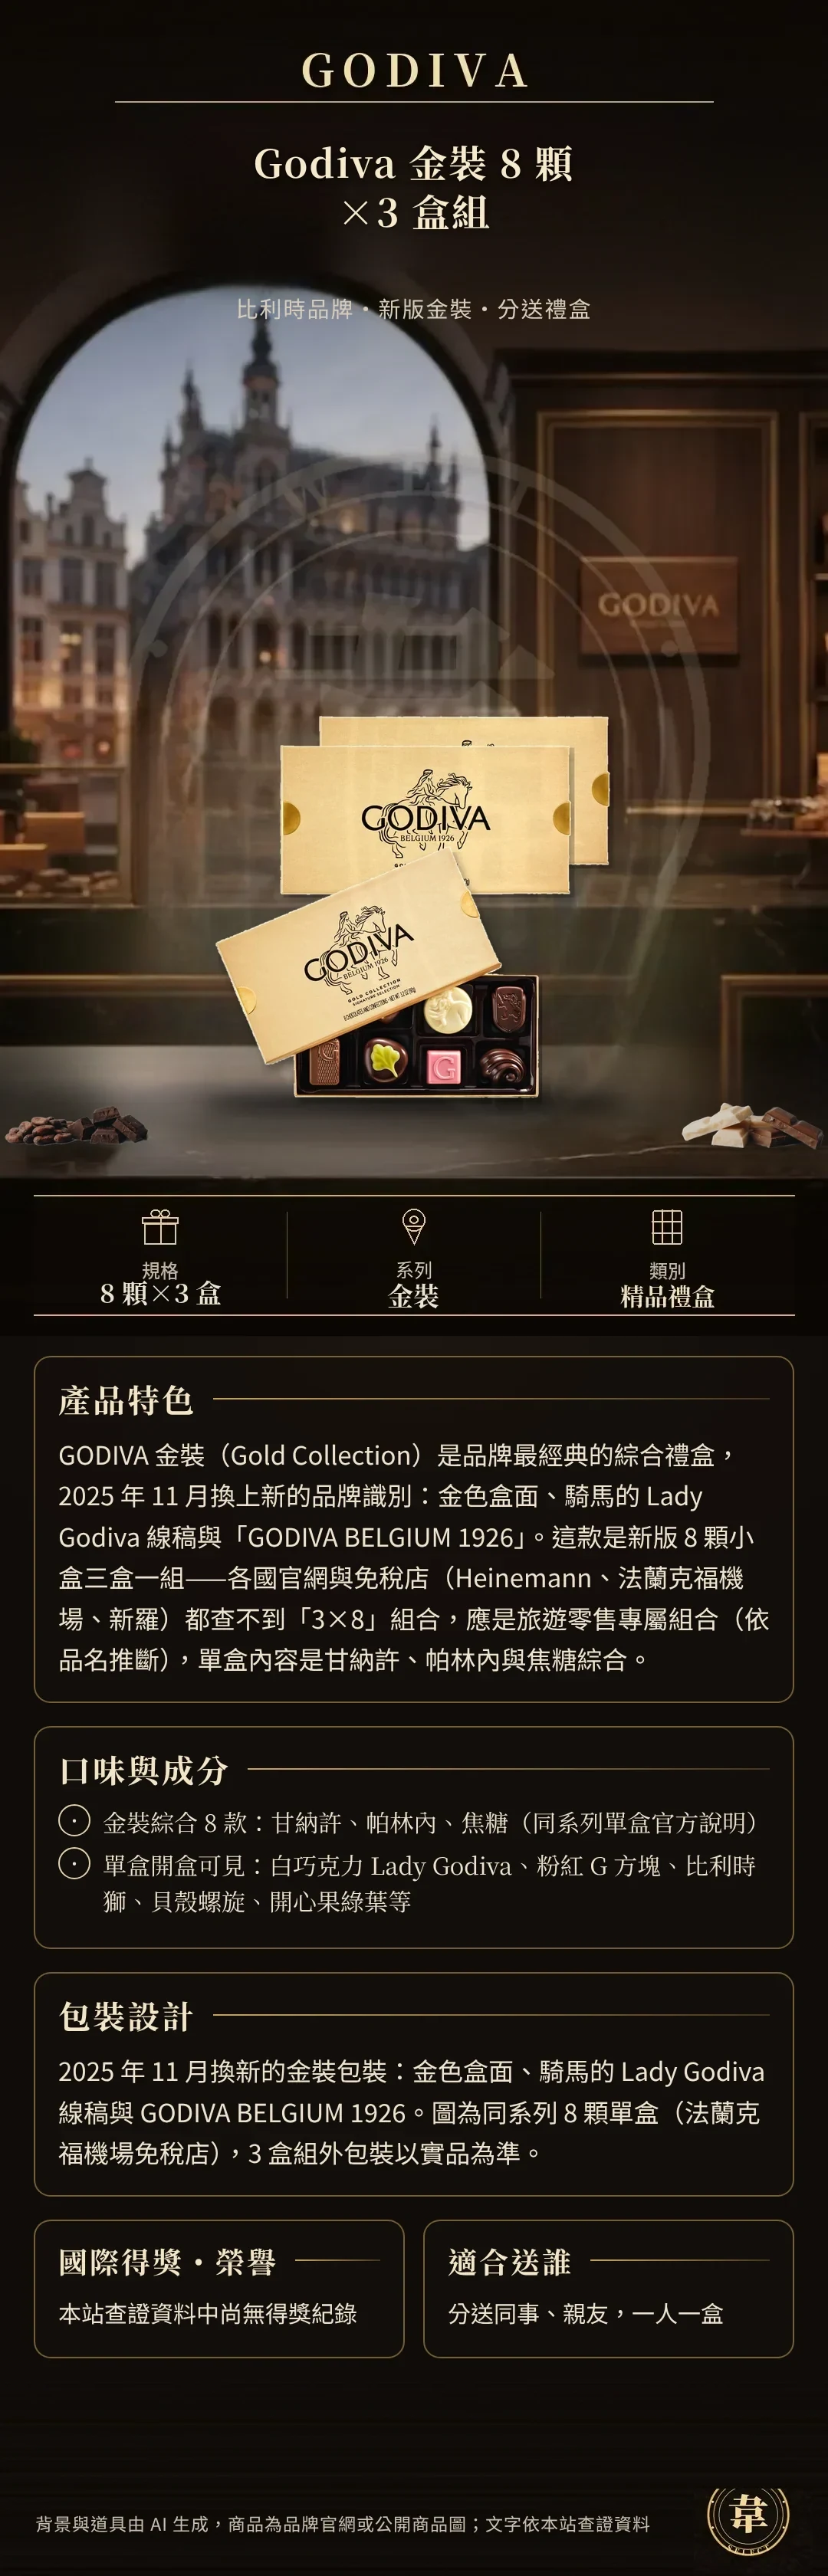 GODIVA
Godiva 金裝 8 顆
×3 盒組
比利時品牌・新版金裝・分送禮盒
W E I
GODIVA
GODIVA
BELGIUM 1926
GODIVA
BELGIUM 1926
GOLD COLLECTION
SIGNATURE SELECTION
G
規格
8 顆×3 盒
系列
金裝
類別
精品禮盒
產品特色
GODIVA 金裝（Gold Collection）是品牌最經典的綜合禮盒，
2025 年 11 月換上新的品牌識別：金色盒面、騎馬的 Lady
Godiva 線稿與「GODIVA BELGIUM 1926」。這款是新版 8 顆小
盒三盒一組——各國官網與免稅店（Heinemann、法蘭克福機
場、新羅）都查不到「3×8」組合，應是旅遊零售專屬組合（依
品名推斷），單盒內容是甘納許、帕林內與焦糖綜合。
口味與成分
金裝綜合 8 款：甘納許、帕林內、焦糖（同系列單盒官方說明）
單盒開盒可見：白巧克力 Lady Godiva、粉紅 G 方塊、比利時
獅、貝殼螺旋、開心果綠葉等
包裝設計
2025 年 11 月換新的金裝包裝：金色盒面、騎馬的 Lady Godiva
線稿與 GODIVA BELGIUM 1926。圖為同系列 8 顆單盒（法蘭克
福機場免稅店），3 盒組外包裝以實品為準。
國際得獎・榮譽
本站查證資料中尚無得獎紀錄
適合送誰
分送同事、親友，一人一盒
背景與道具由 AI 生成，商品為品牌官網或公開商品圖；文字依本站查證資料
韋
SELECT